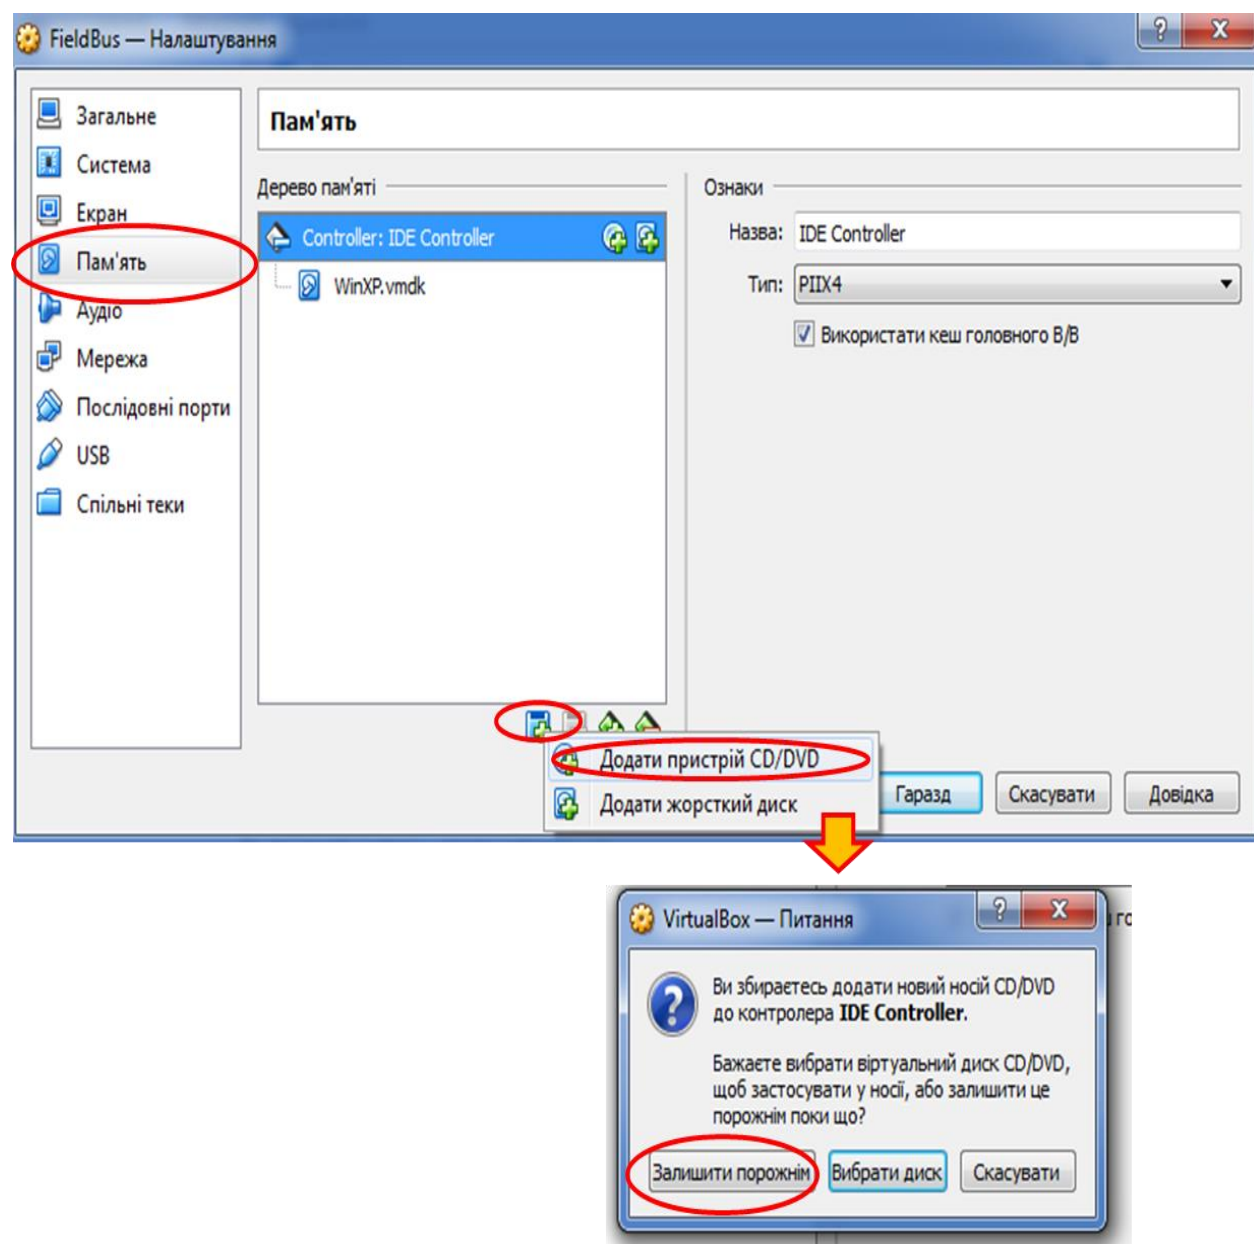 FieldBus — Налаштування
Загальне
Система
Екран
Пам'ять
Аудіо
Мережа
Послідовні порти
USB
Спільні теки
Пам'ять
Дерево пам'яті
Controller: IDE Controller
WinXP.vmdk
Ознаки
Назва: IDE Controller
Тип: PIIX4
Використати кеш головного В/В
Додати пристрій CD/DVD
Додати жорсткий диск
Гаразд
Скасувати
Довідка
VirtualBox — Питання
Ви збираєтесь додати новий носій CD/DVD
до контролера IDE Controller.
Бажаєте вибрати віртуальний диск CD/DVD,
щоб застосувати у носії, або залишити це
порожнім поки що?
Залишити порожнім
Вибрати диск
Скасувати